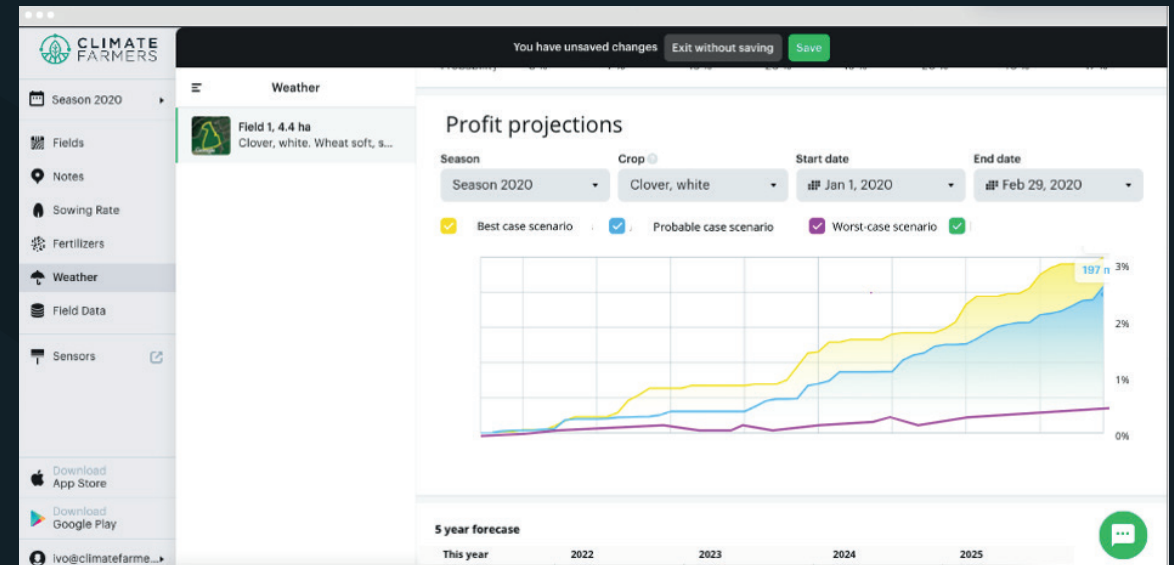 CLIMATE
FARMERS
You have unsaved changes Exit without saving Save
Season 2020
Weather
Field 1, 4.4 ha
Clover, white. Wheat soft, s...
Fields
Notes
Sowing Rate
Fertilizers
Weather
Field Data
Sensors
Download
App Store
Download
Google Play
ivo@climatefarme...
Profit projections
Season Crop Start date End date
Season 2020 Clover, white Jan 1, 2020 Feb 29, 2020
Best case scenario Probable case scenario Worst-case scenario
197 m
3%
2%
1%
0%
5 year forecase
This year 2022 2023 2024 2025